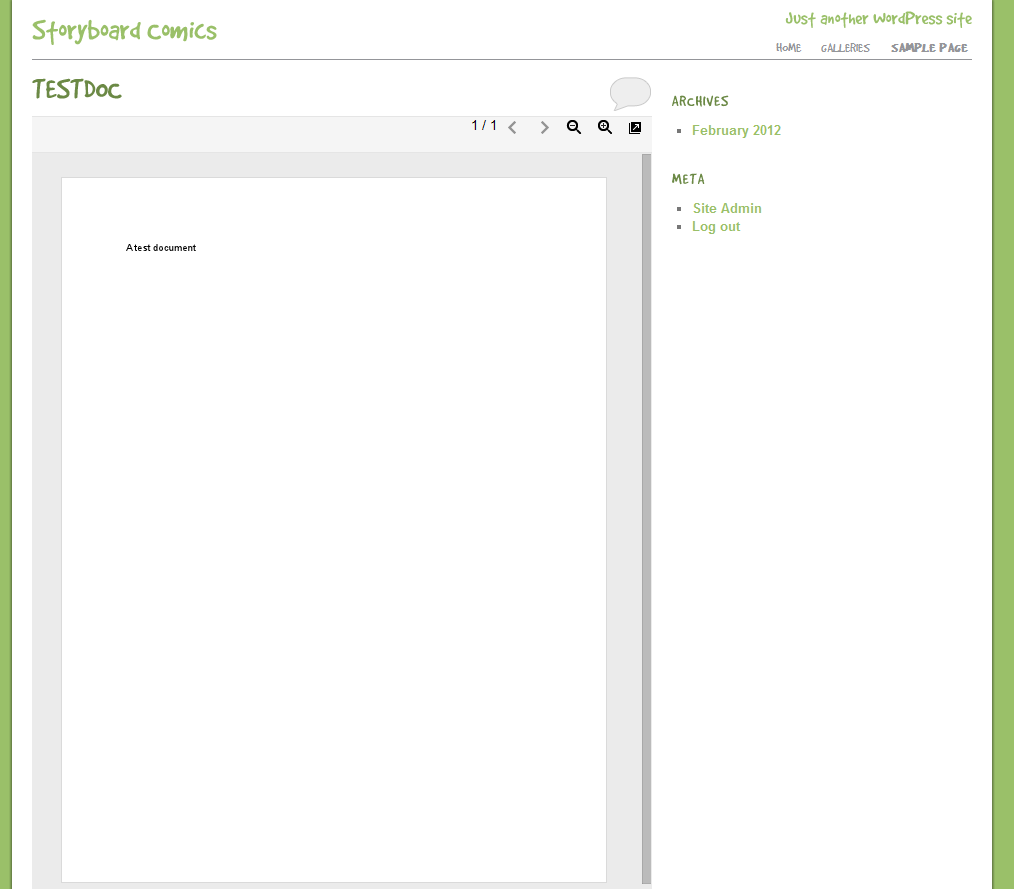 Storyboard Comics
Just another WordPress site
HOME GALLERIES SAMPLE PAGE
TESTDOC
1 / 1
A test document
ARCHIVES
February 2012
META
Site Admin
Log out